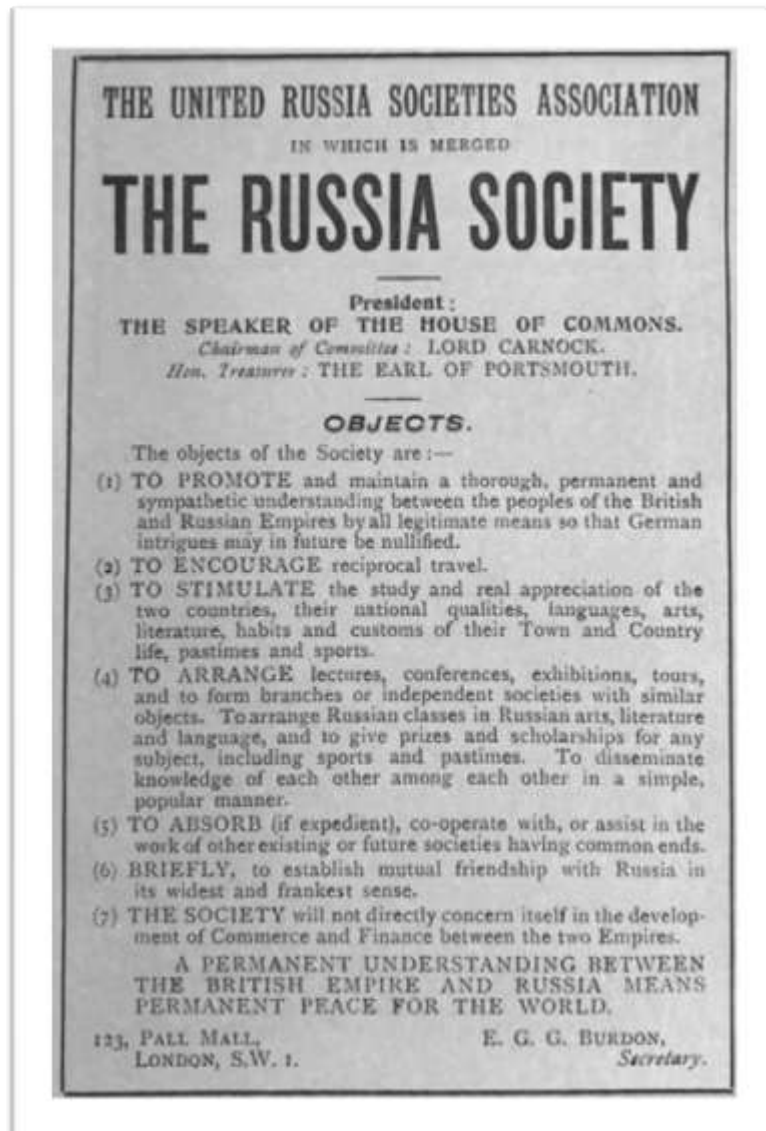 THE UNITED RUSSIA SOCIETIES ASSOCIATION
IN WHICH IS MERGED
THE RUSSIA SOCIETY
President :
THE SPEAKER OF THE HOUSE OF COMMONS.
Chairman of Committee : LORD CARNOCK.
Hon. Treasurer : THE EARL OF PORTSMOUTH.
OBJECTS.
The objects of the Society are :—
(1) TO PROMOTE and maintain a thorough, permanent and
sympathetic understanding between the peoples of the British
and Russian Empires by all legitimate means so that German
intrigues may in future be nullified.
(2) TO ENCOURAGE reciprocal travel.
(3) TO STIMULATE the study and real appreciation of the
two countries, their national qualities, languages, arts,
literature, habits and customs of their Town and Country
life, pastimes and sports.
(4) TO ARRANGE lectures, conferences, exhibitions, tours,
and to form branches or independent societies with similar
objects. To arrange Russian classes in Russian arts, literature
and language, and to give prizes and scholarships for any
subject, including sports and pastimes. To disseminate
knowledge of each other among each other in a simple,
popular manner.
(5) TO ABSORB (if expedient), co-operate with, or assist in the
work of other existing or future societies having common ends.
(6) BRIEFLY, to establish mutual friendship with Russia in
its widest and frankest sense.
(7) THE SOCIETY will not directly concern itself in the develop-
ment of Commerce and Finance between the two Empires.
A PERMANENT UNDERSTANDING BETWEEN
THE BRITISH EMPIRE AND RUSSIA MEANS
PERMANENT PEACE FOR THE WORLD.
123, PALL MALL, E. G. G. BURDON,
LONDON, S.W. 1. Secretary.